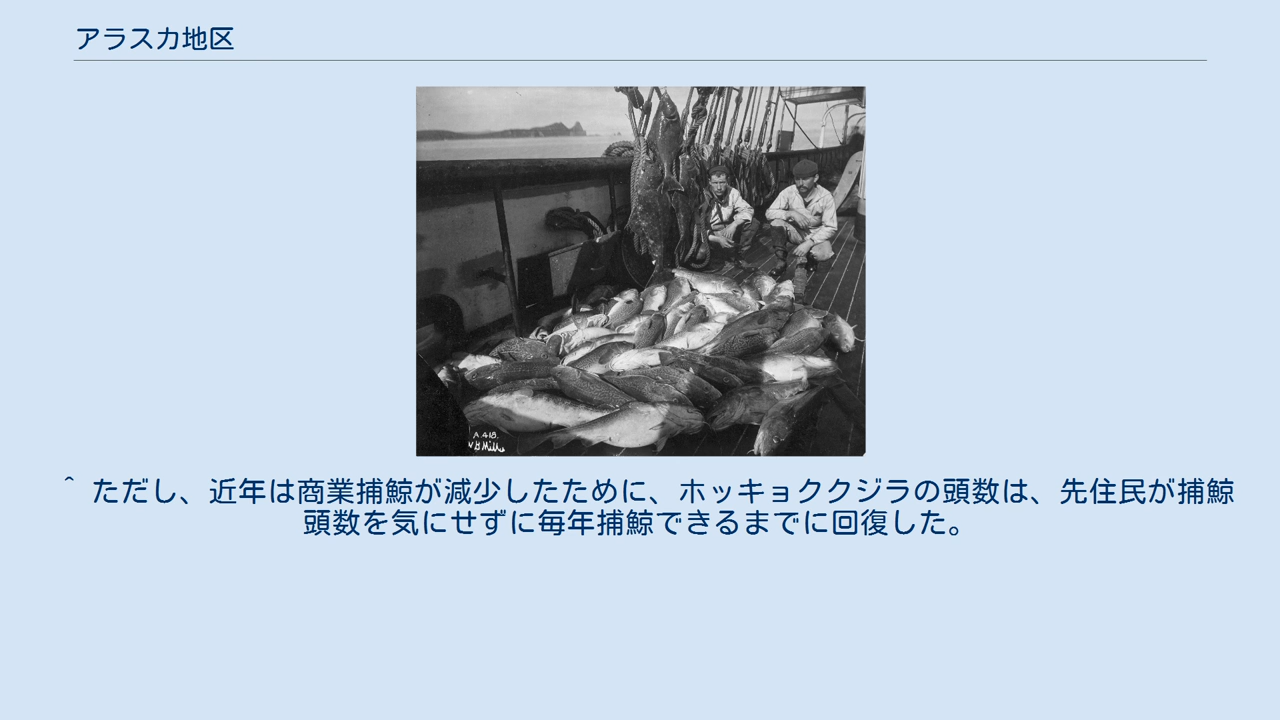 アラスカ地区
A 418.
^ ただし、近年は商業捕鯨が減少したために、ホッキョククジラの頭数は、先住民が捕鯨
頭数を気にせずに毎年捕鯨できるまでに回復した。